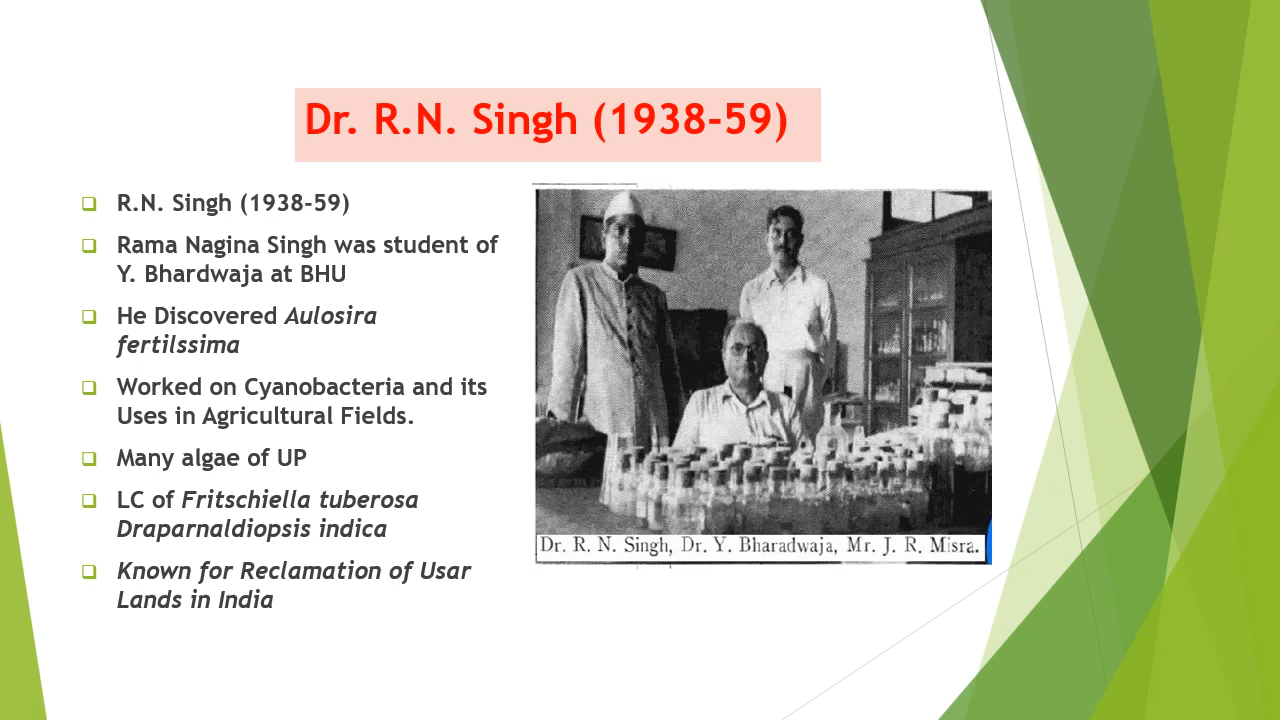 Dr. R.N. Singh (1938-59)
R.N. Singh (1938-59)
Rama Nagina Singh was student of
Y. Bhardwaja at BHU
He Discovered Aulosira
fertilssima
Worked on Cyanobacteria and its
Uses in Agricultural Fields.
Many algae of UP
LC of Fritschiella tuberosa
Draparnaldiopsis indica
Known for Reclamation of Usar
Lands in India
Dr. R. N. Singh, Dr. Y. Bharadwaja, Mr. J. R. Misra.